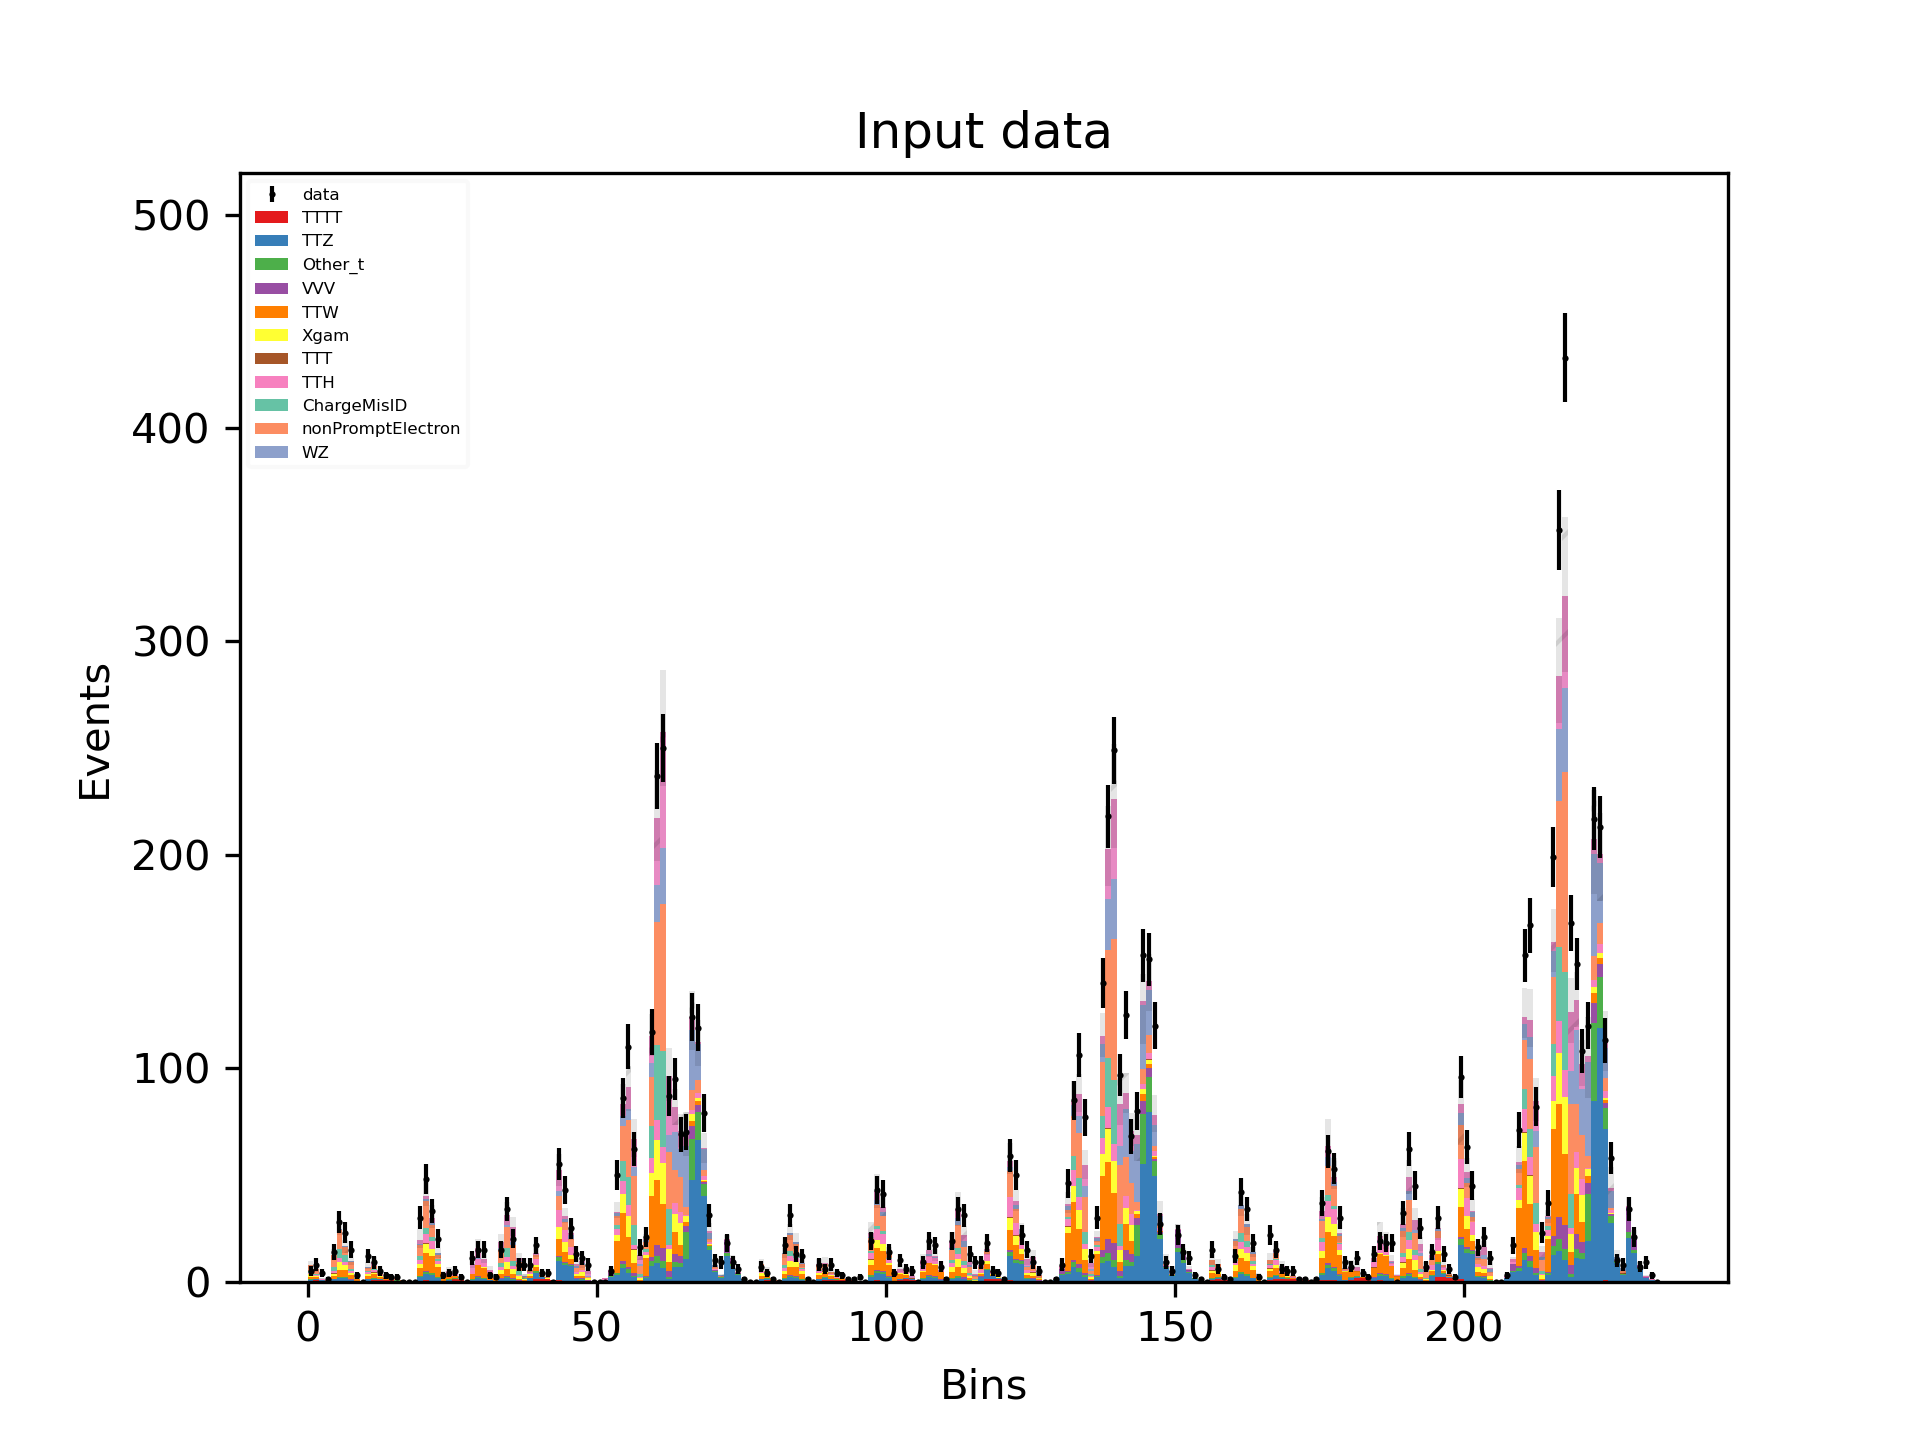 Input data
500
400
300
200
100
0
Events
data
TTTT
TTZ
Other_t
VVV
TTW
Xgam
TTT
TTH
ChargeMisID
nonPromptElectron
WZ
0 50 100 150 200
Bins